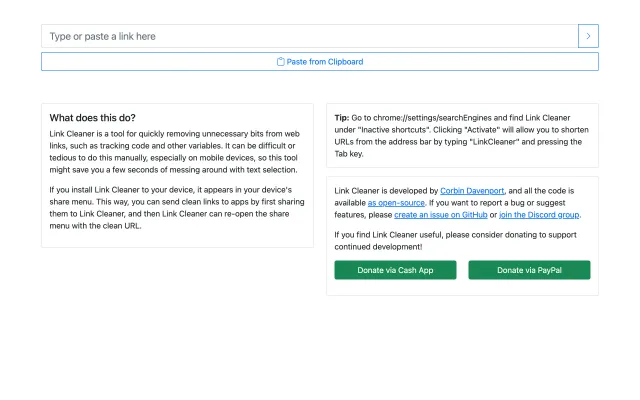 Type or paste a link here
Paste from Clipboard
What does this do?
Link Cleaner is a tool for quickly removing unnecessary bits from web
links, such as tracking code and other variables. It can be difficult or
tedious to do this manually, especially on mobile devices, so this tool
might save you a few seconds of messing around with text selection.
If you install Link Cleaner to your device, it appears in your device's
share menu. This way, you can send clean links to apps by first sharing
them to Link Cleaner, and then Link Cleaner can re-open the share
menu with the clean URL.
Tip: Go to chrome://settings/searchEngines and find Link Cleaner
under "Inactive shortcuts". Clicking "Activate" will allow you to shorten
URLs from the address bar by typing "LinkCleaner" and pressing the
Tab key.
Link Cleaner is developed by Corbin Davenport, and all the code is
available as open-source. If you want to report a bug or suggest
features, please create an issue on GitHub or join the Discord group.
If you find Link Cleaner useful, please consider donating to support
continued development!
Donate via Cash App
Donate via PayPal